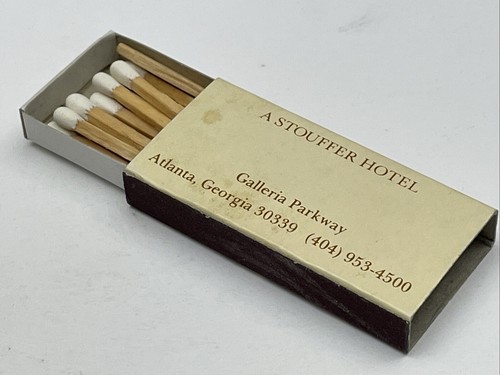 A STOUFFER HOTEL
Galleria Parkway
Atlanta, Georgia 30339 (404) 953-4500